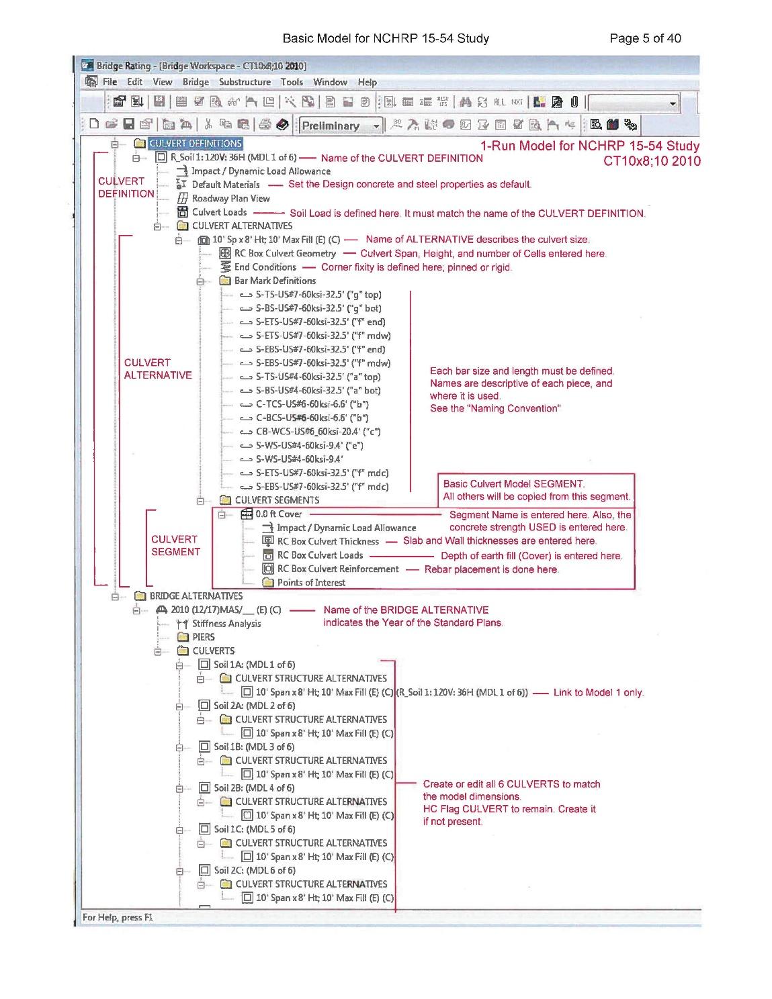 Basic Model for NCHRP 15-54 Study Page 5 of 40
Bridge Rating - [Bridge Workspace - CT10x8;10 2010]
File Edit View Bridge Substructure Tools Window Help
ALL NXT
Preliminary
CULVERT DEFINITIONS
1-Run Model for NCHRP 15-54 Study
CT10x8;10 2010
R_Soil 1: 120V: 36H (MDL 1 of 6) Name of the CULVERT DEFINITION
Impact / Dynamic Load Allowance
CULVERT
DEFINITION
Default Materials Set the Design concrete and steel properties as default.
Roadway Plan View
Culvert Loads Soil Load is defined here. It must match the name of the CULVERT DEFINITION.
CULVERT ALTERNATIVES
10' Sp x 8' Ht; 10' Max Fill (E) (C) Name of ALTERNATIVE describes the culvert size.
RC Box Culvert Geometry Culvert Span, Height, and number of Cells entered here.
End Conditions Corner fixity is defined here; pinned or rigid.
Bar Mark Definitions
S-TS-US#7-60ksi-32.5' ("g" top)
S-BS-US#7-60ksi-32.5' ("g" bot)
S-ETS-US#7-60ksi-32.5' ("f" end)
S-ETS-US#7-60ksi-32.5' ("f" mdw)
S-EBS-US#7-60ksi-32.5' ("f" end)
S-EBS-US#7-60ksi-32.5' ("f" mdw)
CULVERT
ALTERNATIVE
S-TS-US#4-60ksi-32.5' ("a" top)
S-BS-US#4-60ksi-32.5' ("a" bot)
C-TCS-US#6-60ksi-6.6' ("b")
C-BCS-US#6-60ksi-6.6' ("b")
CB-WCS-US#6_60ksi-20.4' ("c")
S-WS-US#4-60ksi-9.4' ("e")
S-WS-US#4-60ksi-9.4'
S-ETS-US#7-60ksi-32.5' ("f" mdc)
S-EBS-US#7-60ksi-32.5' ("f" mdc)
Each bar size and length must be defined.
Names are descriptive of each piece, and
where it is used.
See the "Naming Convention"
Basic Culvert Model SEGMENT.
All others will be copied from this segment.
CULVERT SEGMENTS
0.0 ft Cover Segment Name is entered here. Also, the
concrete strength USED is entered here.
Impact / Dynamic Load Allowance
CULVERT
SEGMENT
RC Box Culvert Thickness Slab and Wall thicknesses are entered here.
RC Box Culvert Loads Depth of earth fill (Cover) is entered here.
RC Box Culvert Reinforcement Rebar placement is done here.
Points of Interest
BRIDGE ALTERNATIVES
2010 (12/17)MAS/__ (E) (C) Name of the BRIDGE ALTERNATIVE
indicates the Year of the Standard Plans.
Stiffness Analysis
PIERS
CULVERTS
Soil 1A: (MDL 1 of 6)
CULVERT STRUCTURE ALTERNATIVES
10' Span x 8' Ht; 10' Max Fill (E) (C) (R_Soil 1: 120V: 36H (MDL 1 of 6)) Link to Model 1 only.
Soil 2A: (MDL 2 of 6)
CULVERT STRUCTURE ALTERNATIVES
10' Span x 8' Ht; 10' Max Fill (E) (C)
Soil 1B: (MDL 3 of 6)
CULVERT STRUCTURE ALTERNATIVES
10' Span x 8' Ht; 10' Max Fill (E) (C)
Soil 2B: (MDL 4 of 6)
CULVERT STRUCTURE ALTERNATIVES
10' Span x 8' Ht; 10' Max Fill (E) (C)
Soil 1C: (MDL 5 of 6)
CULVERT STRUCTURE ALTERNATIVES
10' Span x 8' Ht; 10' Max Fill (E) (C)
Soil 2C: (MDL 6 of 6)
CULVERT STRUCTURE ALTERNATIVES
10' Span x 8' Ht; 10' Max Fill (E) (C)
Create or edit all 6 CULVERTS to match
the model dimensions.
HC Flag CULVERT to remain. Create it
if not present.
For Help, press F1